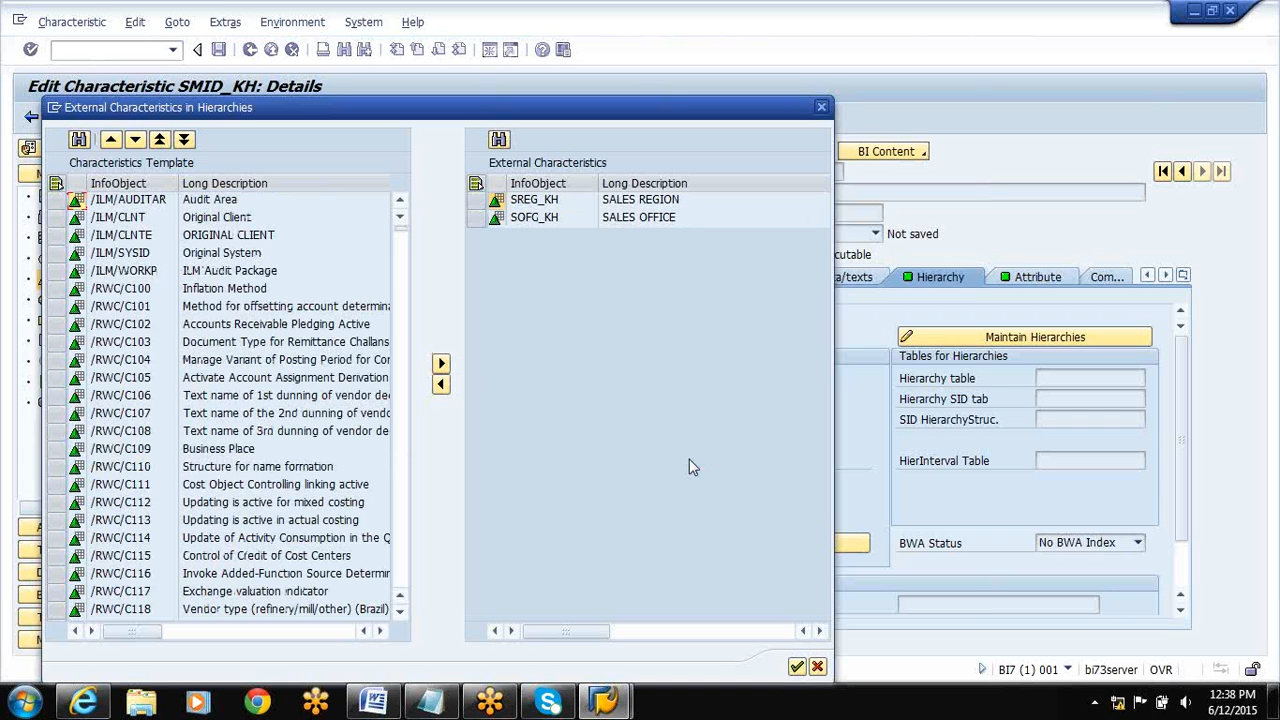 Characteristic Edit Goto Extras Environment System Help
Edit Characteristic SMID_KH: Details
External Characteristics in Hierarchies
BI Content
Characteristics Template
External Characteristics
InfoObject Long Description
InfoObject Long Description
/ILM/AUDITAR Audit Area
SREG_KH SALES REGION
/ILM/CLNT Original Client
SOFC_KH SALES OFFICE
/ILM/CLNTE ORIGINAL CLIENT
Not saved
/ILM/SYSID Original System
cutable
/ILM/WORKP ILM Audit Package
a/texts Hierarchy Attribute Com...
/RWC/C100 Inflation Method
/RWC/C101 Method for offsetting account determina
/RWC/C102 Accounts Receivable Pledging Active
Maintain Hierarchies
/RWC/C103 Document Type for Remittance Challans
Tables for Hierarchies
/RWC/C104 Manage Variant of Posting Period for Cor
/RWC/C105 Activate Account Assignment Derivation
Hierarchy table
/RWC/C106 Text name of 1st dunning of vendor dec
Hierarchy SID tab
/RWC/C107 Text name of the 2nd dunning of vendo
SID HierarchyStruc.
/RWC/C108 Text name of 3rd dunning of vendor de
/RWC/C109 Business Place
HierInterval Table
/RWC/C110 Structure for name formation
/RWC/C111 Cost Object Controlling linking active
/RWC/C112 Updating is active for mixed costing
/RWC/C113 Updating is active in actual costing
/RWC/C114 Update of Activity Consumption in the Q
BWA Status No BWA Index
/RWC/C115 Control of Credit of Cost Centers
/RWC/C116 Invoke Added-Function Source Determin
/RWC/C117 Exchange valuation indicator
/RWC/C118 Vendor type (refinery/mill/other) (Brazil)
BI7 (1) 001 bi73server OVR
12:38 PM
6/12/2015